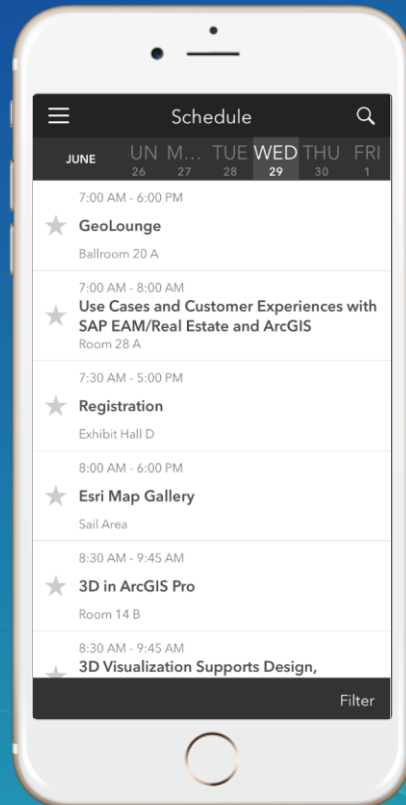 Schedule
JUNE
UN M... TUE WED THU FRI
26 27 28 29 30 1
7:00 AM - 6:00 PM
GeoLounge
Ballroom 20 A
7:00 AM - 8:00 AM
Use Cases and Customer Experiences with
SAP EAM/Real Estate and ArcGIS
Room 28 A
7:30 AM - 5:00 PM
Registration
Exhibit Hall D
8:00 AM - 6:00 PM
Esri Map Gallery
Sail Area
8:30 AM - 9:45 AM
3D in ArcGIS Pro
Room 14 B
8:30 AM - 9:45 AM
3D Visualization Supports Design,
Filter